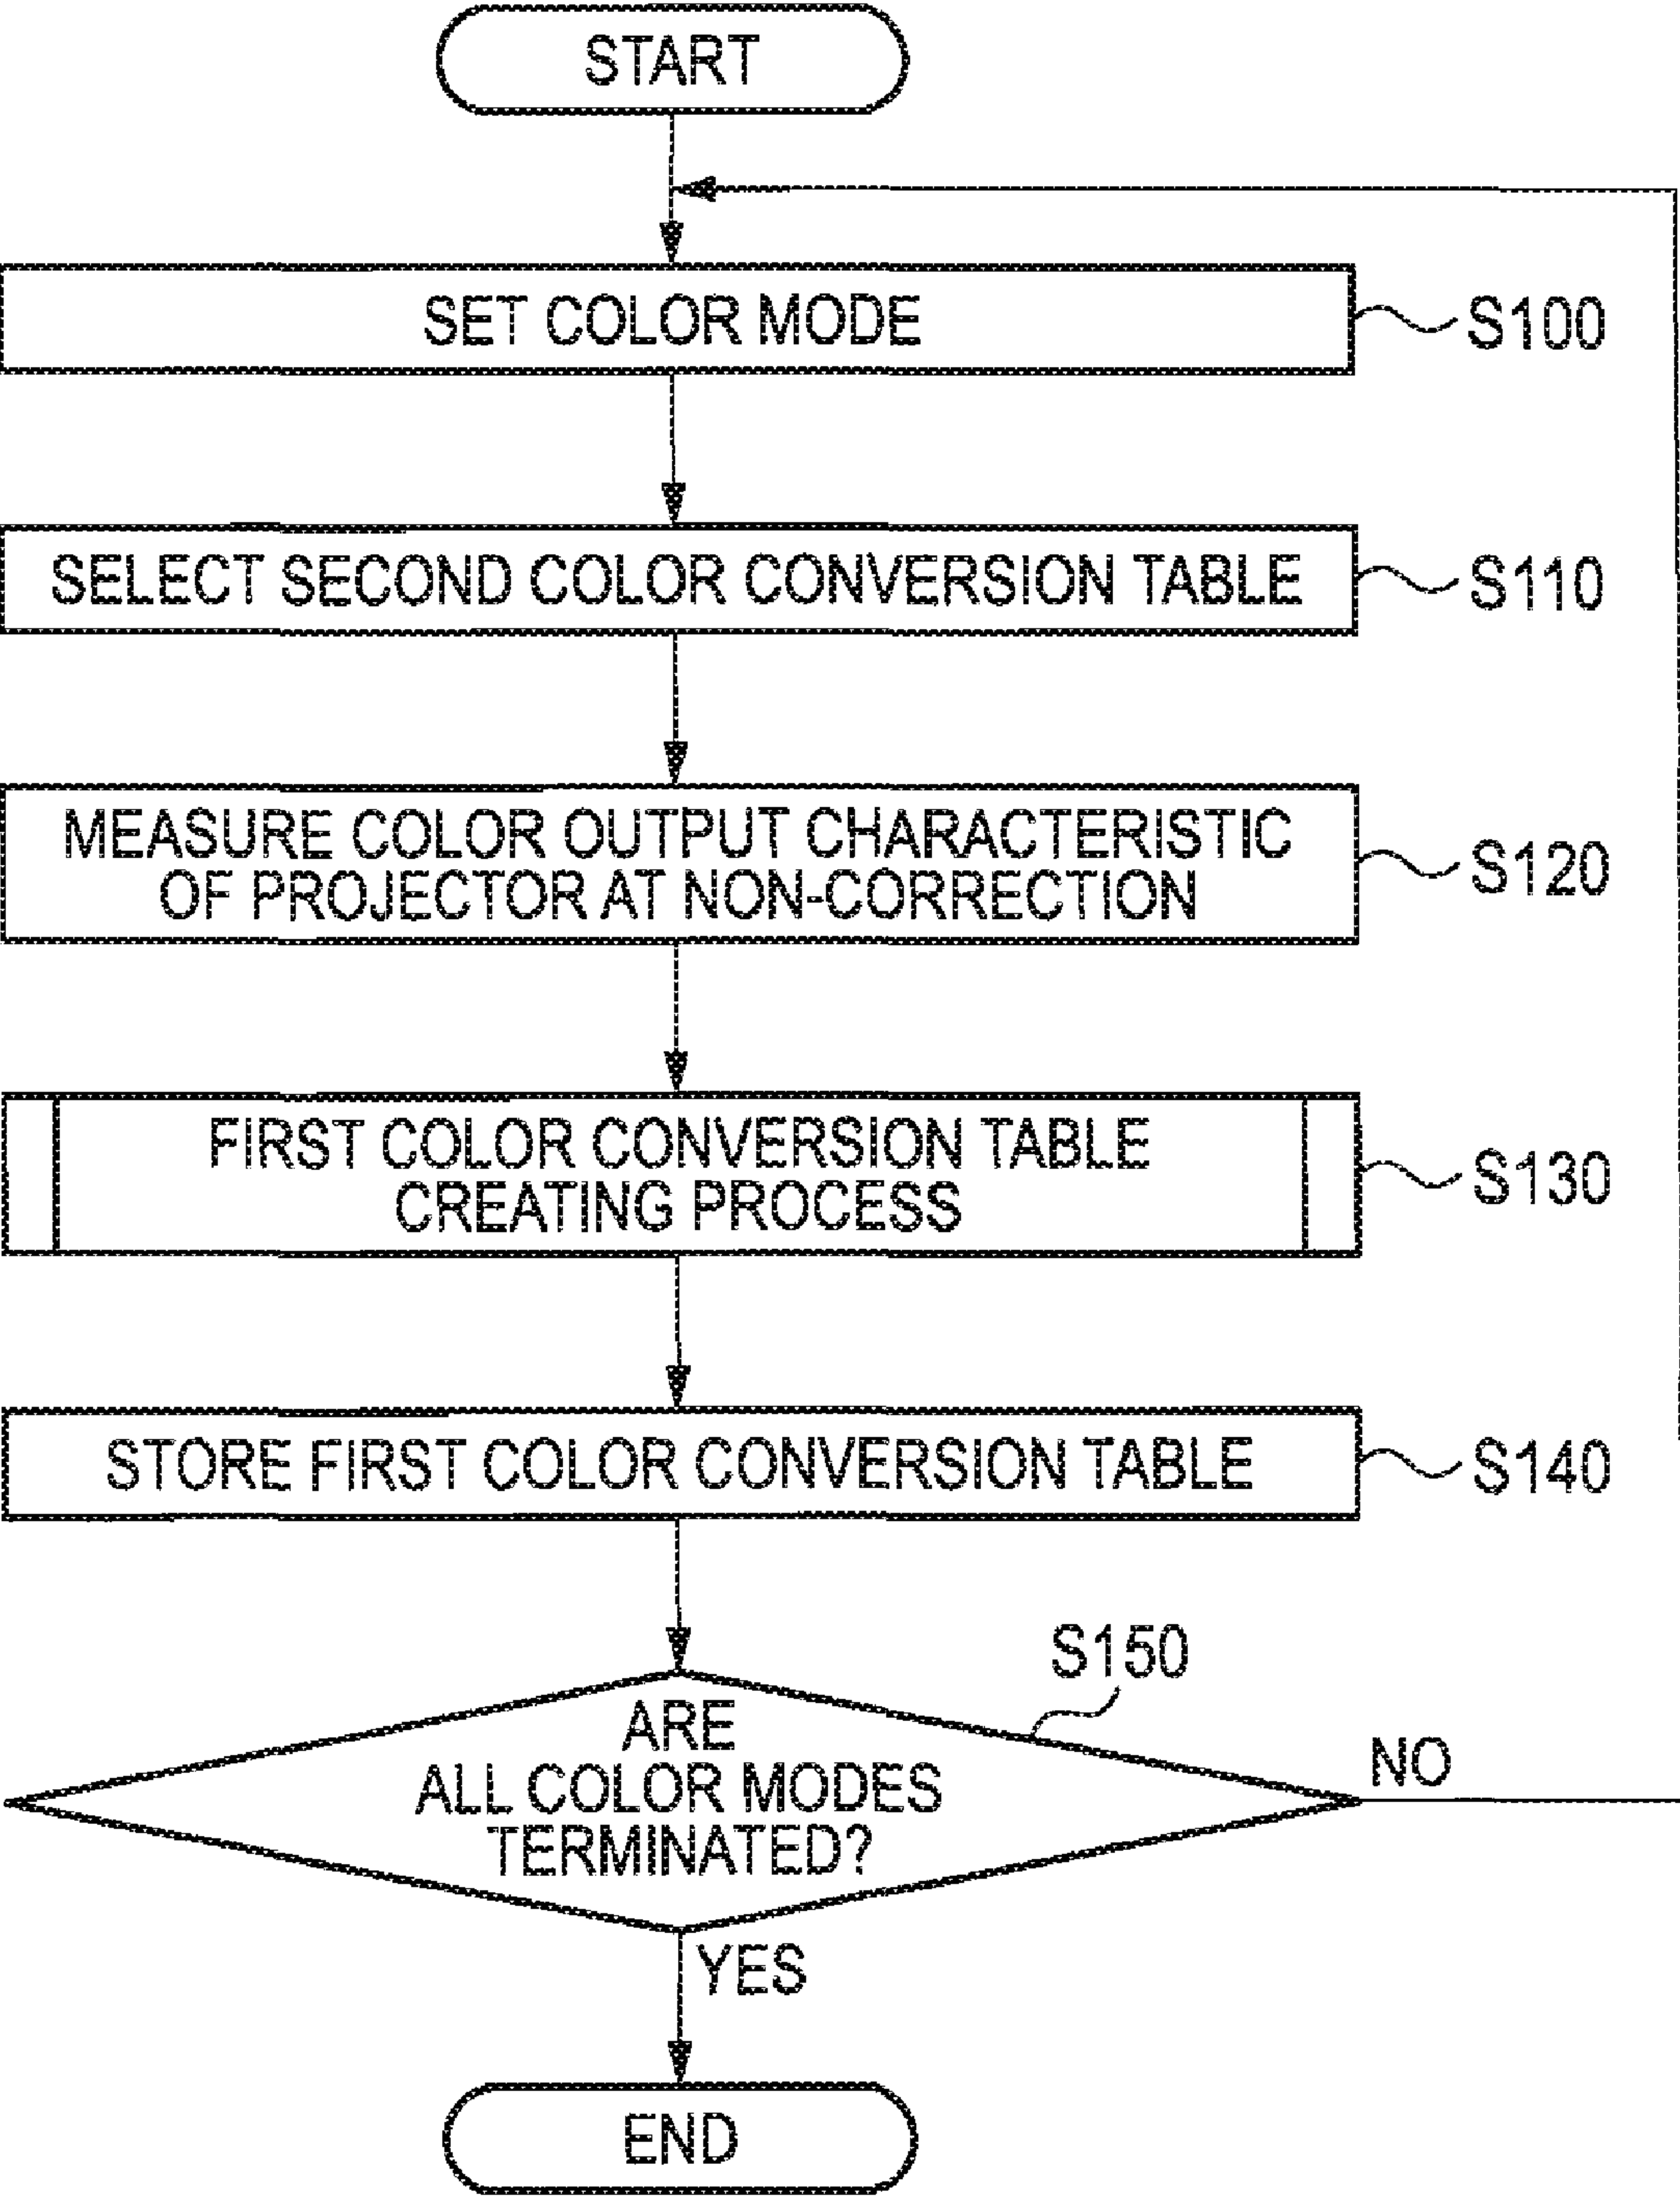 START
SET COLOR MODE
S100
SELECT SECOND COLOR CONVERSION TABLE
S110
MEASURE COLOR OUTPUT CHARACTERISTIC
OF PROJECTOR AT NON-CORRECTION
S120
FIRST COLOR CONVERSION TABLE
CREATING PROCESS
S130
STORE FIRST COLOR CONVERSION TABLE
S140
S150
ARE
ALL COLOR MODES
TERMINATED?
NO
YES
END